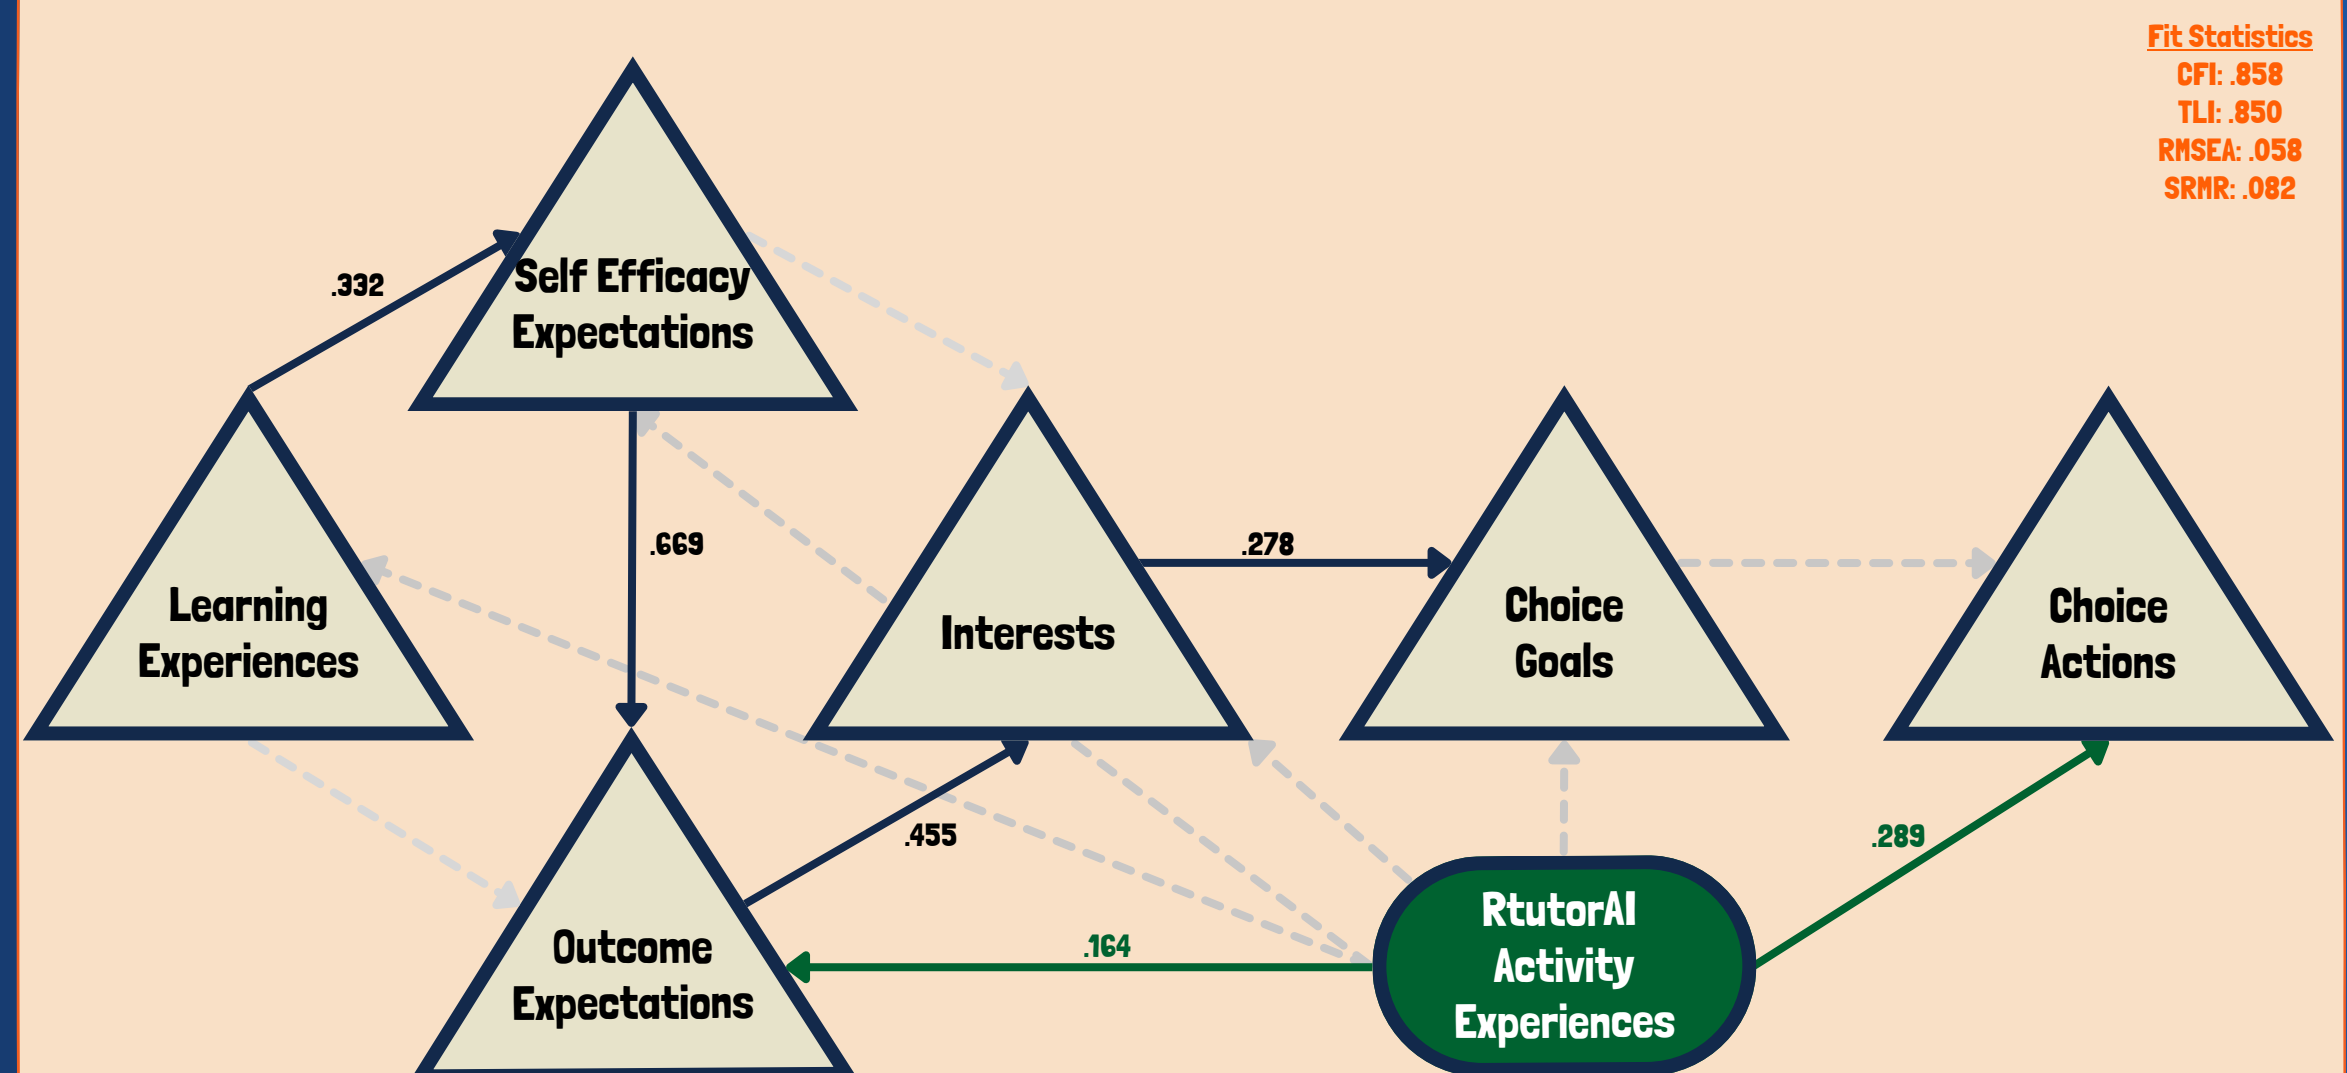 Fit Statistics
CFI: .858
TLI: .850
RMSEA: .058
SRMR: .082
.332
Self Efficacy
Expectations
.669
.278
Learning
Experiences
Interests
Choice
Goals
Choice
Actions
.455
.289
Outcome
Expectations
.164
RtutorAI
Activity
Experiences